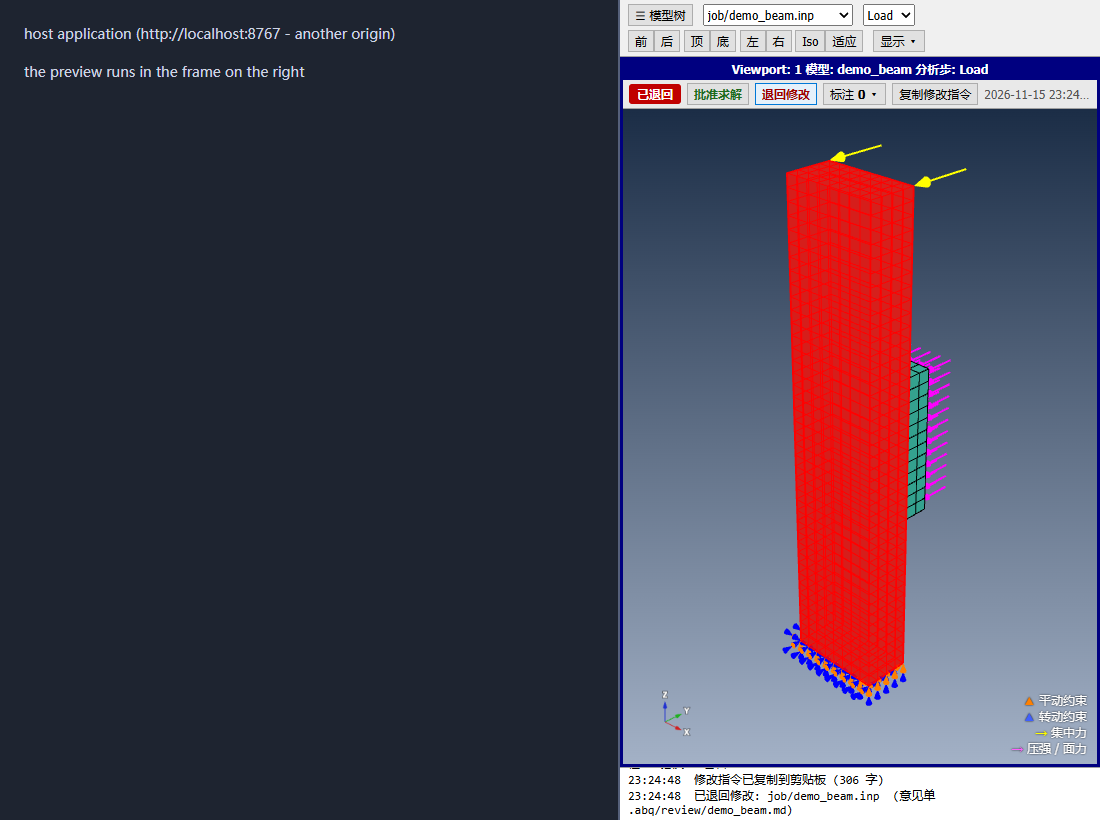 host application (http://localhost:8767 - another origin)
the preview runs in the frame on the right
☰ 模型树 job/demo_beam.inp Load
前 后 顶 底 左 右 Iso 适应 显示
Viewport: 1 模型: demo_beam 分析步: Load
已退回 批准求解 退回修改 标注 0 复制修改指令 2026-11-15 23:24...
Z
Y
X
平动约束
转动约束
集中力
压强 / 面力
23:24:48 修改指令已复制到剪贴板 (306 字)
23:24:48 已退回修改: job/demo_beam.inp (意见单
.abq/review/demo_beam.md)